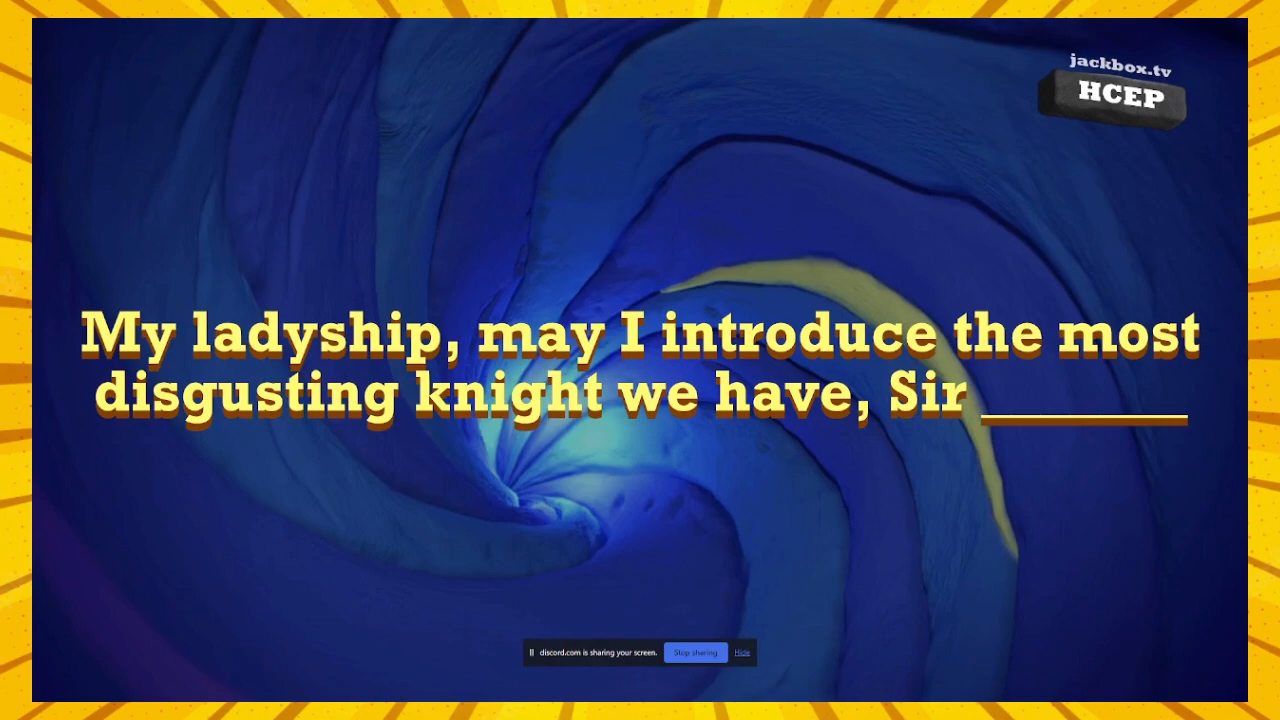 jackbox.tv
HCEP
My ladyship, may I introduce the most
disgusting knight we have, Sir ________
discord.com is sharing your screen. Stop sharing Hide